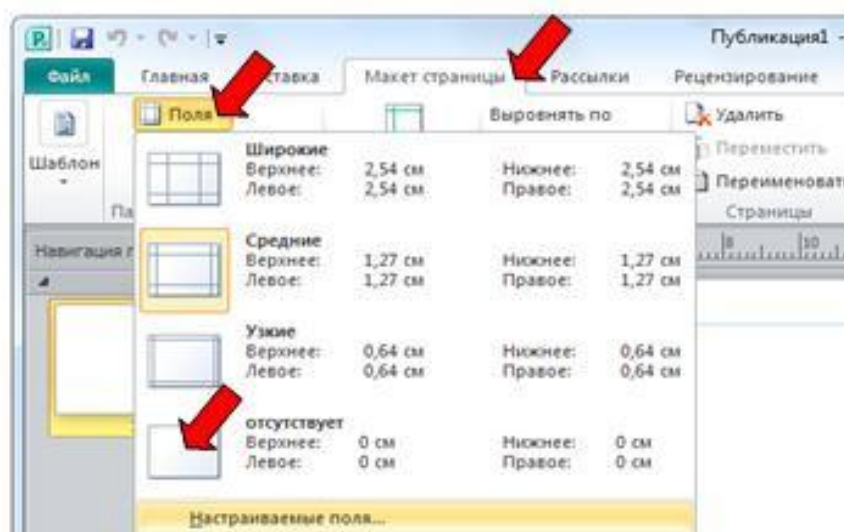 Публикация1 -
Файл Главная ставка Макет страницы Рассылки Рецензирование
Поля Выровнять по Удалить
Шаблон Переместить
Переименоват
Па Страницы
Широкие
Верхнее: 2,54 см Нижнее: 2,54 см
Левое: 2,54 см Правое: 2,54 см
Навигация п 8 10
Средние
Верхнее: 1,27 см Нижнее: 1,27 см
Левое: 1,27 см Правое: 1,27 см
Узкие
Верхнее: 0,64 см Нижнее: 0,64 см
Левое: 0,64 см Правое: 0,64 см
отсутствует
Верхнее: 0 см Нижнее: 0 см
Левое: 0 см Правое: 0 см
Настраиваемые поля...